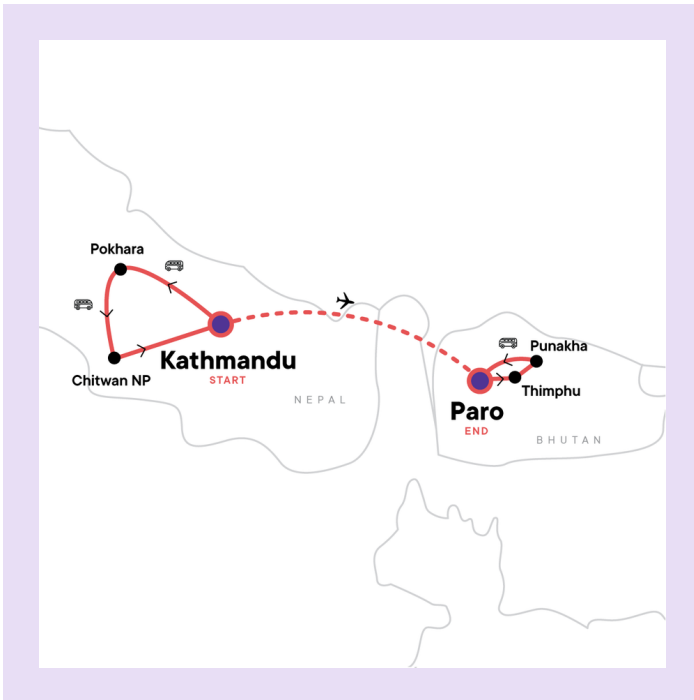 Pokhara
Chitwan NP
Kathmandu
START
NEPAL
Punakha
Thimphu
Paro
END
BHUTAN